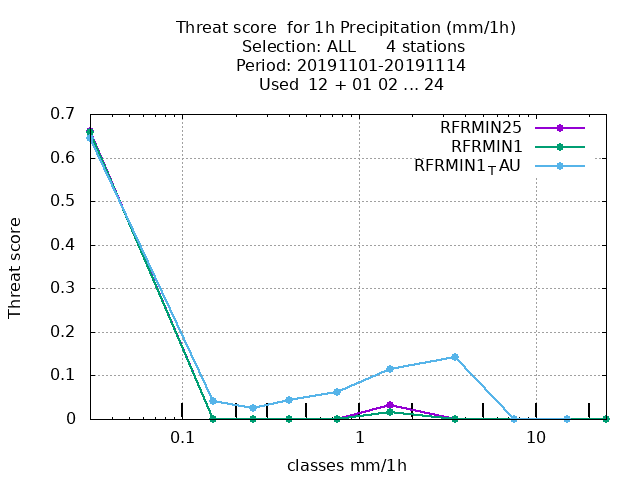 Threat score  for 1h Precipitation (mm/1h)
Selection: ALL      4 stations
Period: 20191101-20191114
Used  12 + 01 02 ... 24
RFRMIN25
RFRMIN1
RFRMIN1TAU
Threat score
0.7
0.6
0.5
0.4
0.3
0.2
0.1
0
0.1
1
10
classes mm/1h